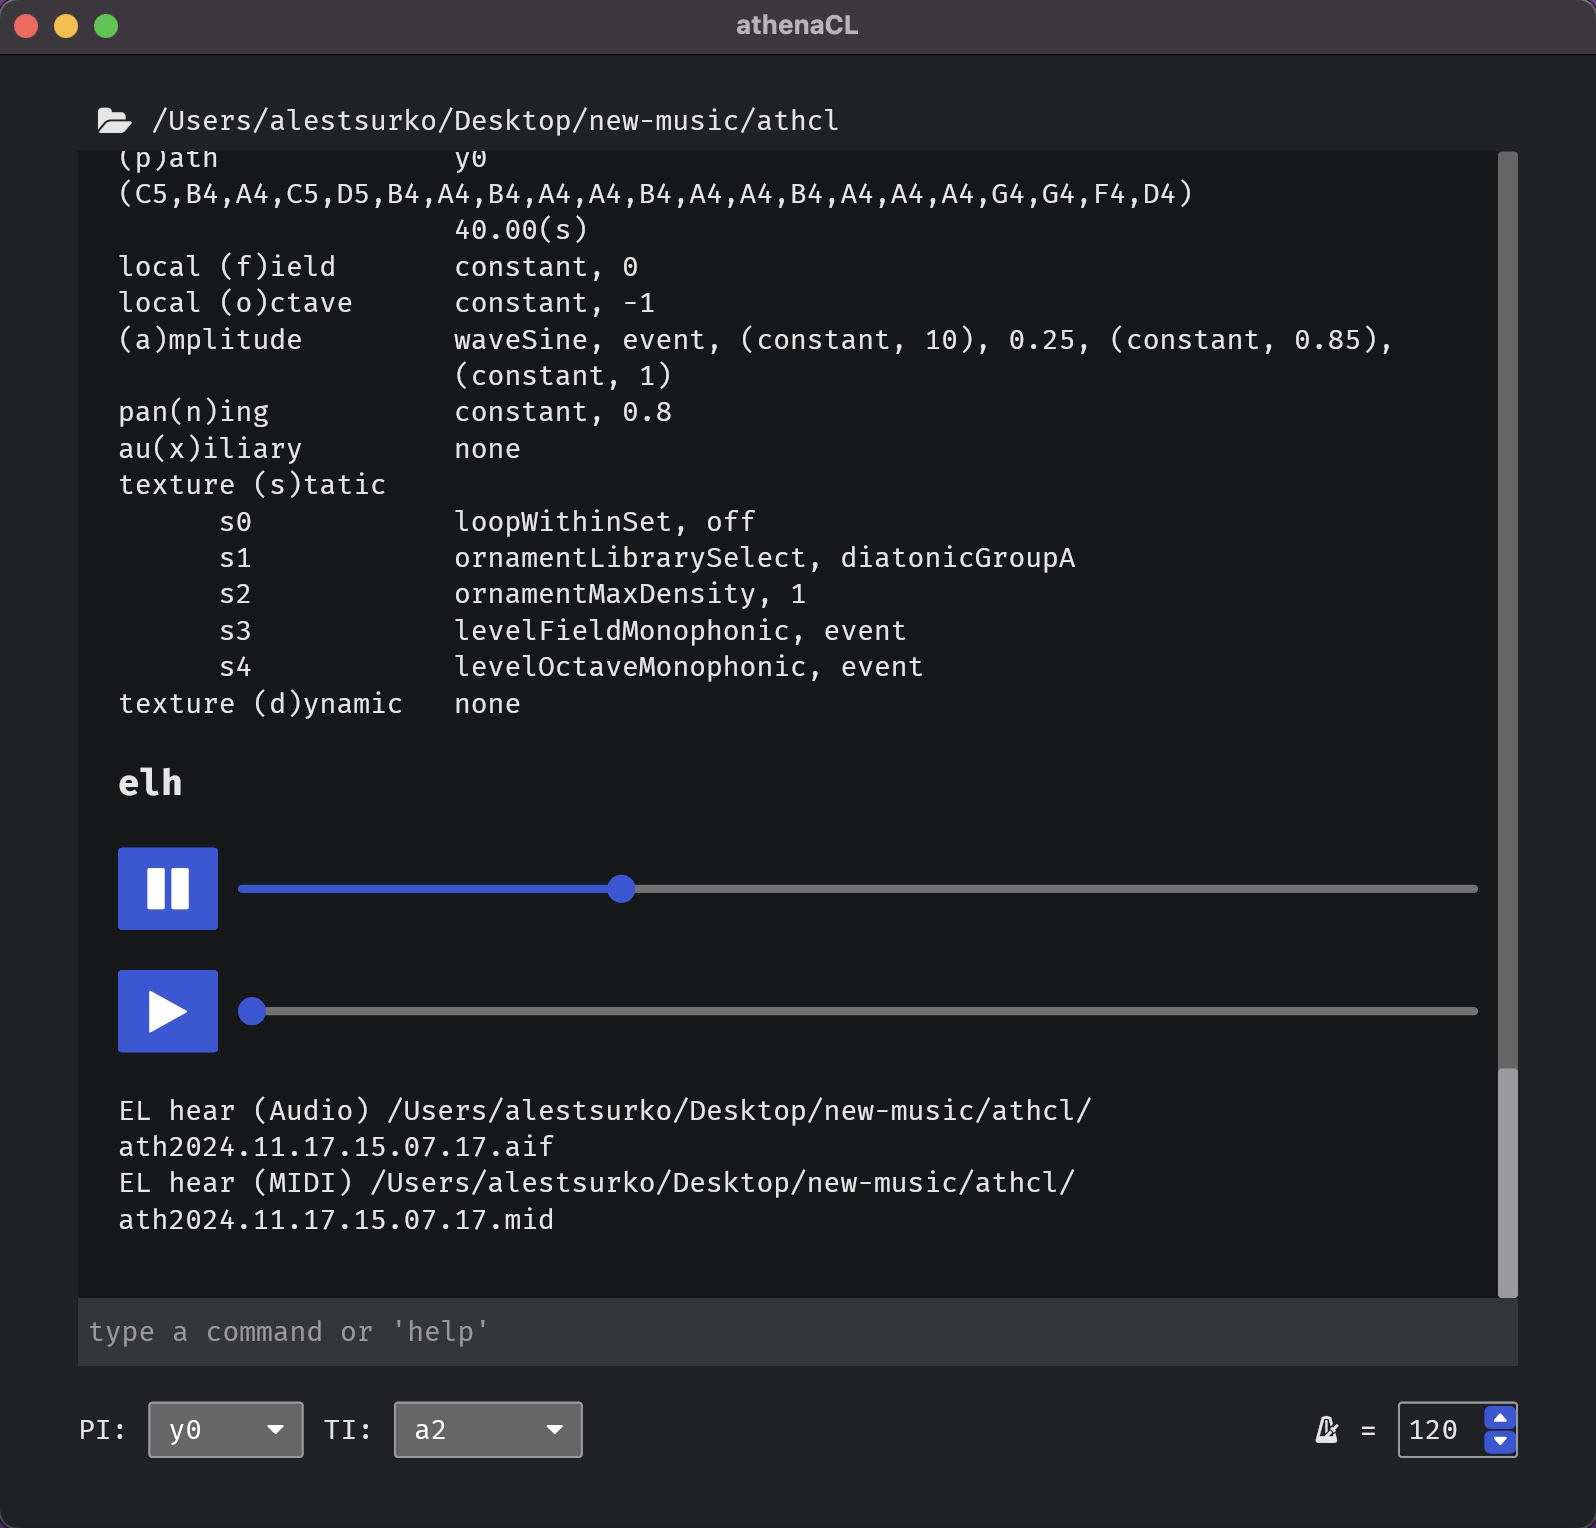 athenaCL
/Users/alestsurko/Desktop/new-music/athcl
(p)ath y0
(C5,B4,A4,C5,D5,B4,A4,B4,A4,A4,B4,A4,A4,B4,A4,A4,A4,G4,G4,F4,D4)
40.00(s)
local (f)ield constant, 0
local (o)ctave constant, -1
(a)mplitude waveSine, event, (constant, 10), 0.25, (constant, 0.85),
(constant, 1)
pan(n)ing constant, 0.8
au(x)iliary none
texture (s)tatic
s0 loopWithinSet, off
s1 ornamentLibrarySelect, diatonicGroupA
s2 ornamentMaxDensity, 1
s3 levelFieldMonophonic, event
s4 levelOctaveMonophonic, event
texture (d)ynamic none
elh
EL hear (Audio) /Users/alestsurko/Desktop/new-music/athcl/
ath2024.11.17.15.07.17.aif
EL hear (MIDI) /Users/alestsurko/Desktop/new-music/athcl/
ath2024.11.17.15.07.17.mid
type a command or 'help'
PI: y0 TI: a2 = 120